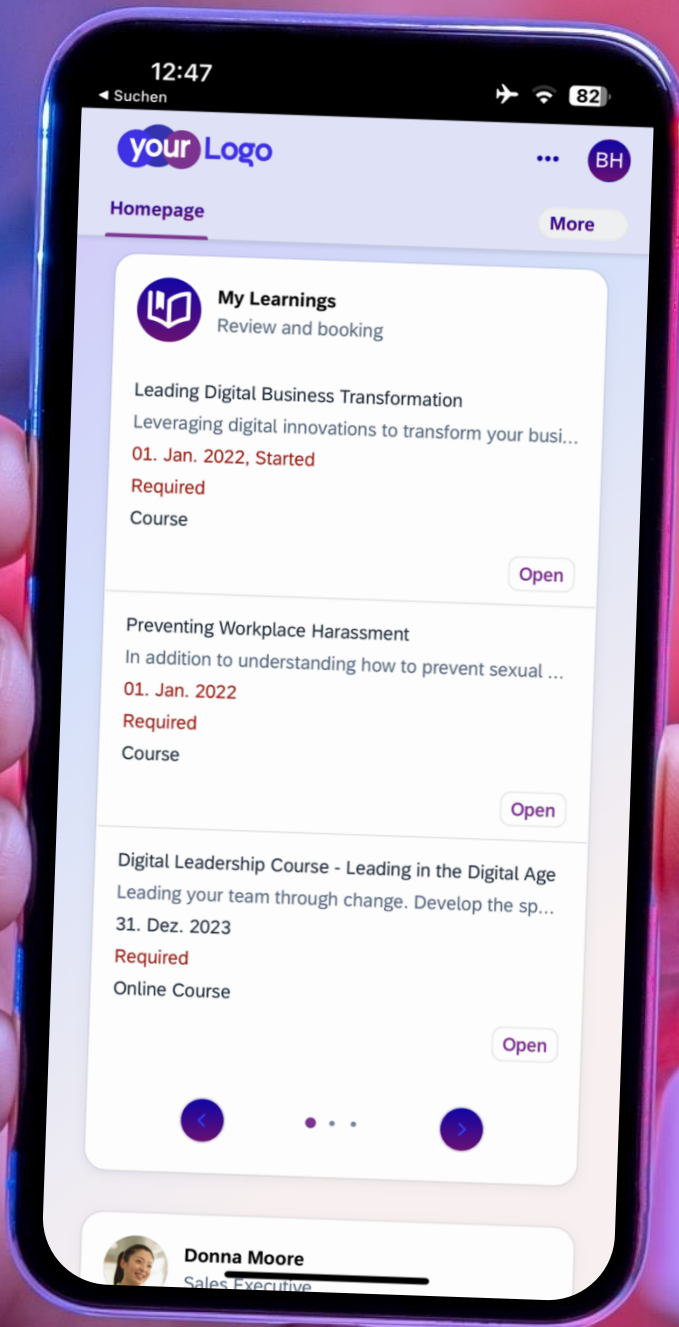 12:47
◀ Suchen
82
your Logo
•••
BH
Homepage
More
My Learnings
Review and booking
Leading Digital Business Transformation
Leveraging digital innovations to transform your busi...
01. Jan. 2022, Started
Required
Course
Open
Preventing Workplace Harassment
In addition to understanding how to prevent sexual ...
01. Jan. 2022
Required
Course
Open
Digital Leadership Course - Leading in the Digital Age
Leading your team through change. Develop the sp...
31. Dez. 2023
Required
Online Course
Open
Donna Moore
Sales Executive